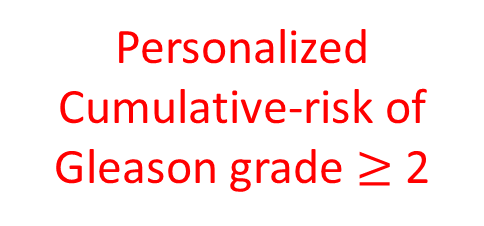 Personalized
Cumulative-risk of
Gleason grade ≥ 2